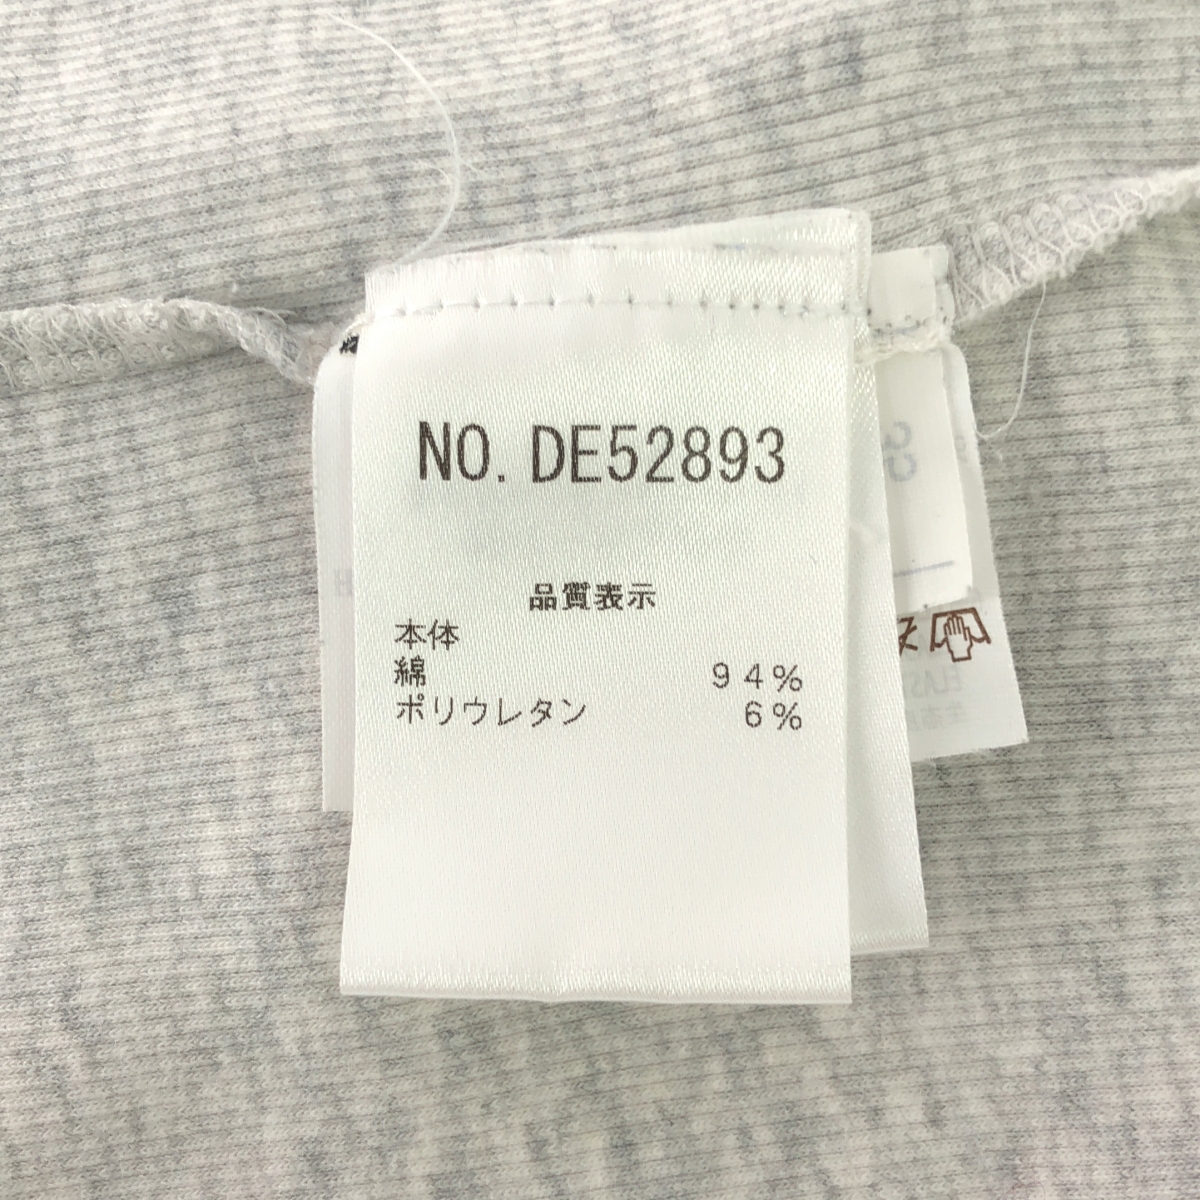 NO. DE52893
品質表示
本体
綿 94%
ポリウレタン 6%